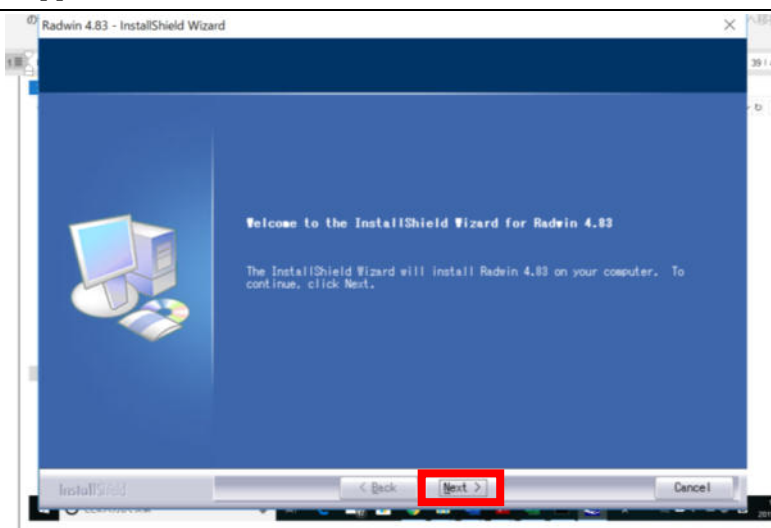 Radwin 4.83 - InstallShield Wizard
Welcome to the InstallShield Wizard for Radwin 4.83
The InstallShield Wizard will install Radwin 4.83 on your computer. To
continue, click Next.
InstallShield
< Back
Next >
Cancel